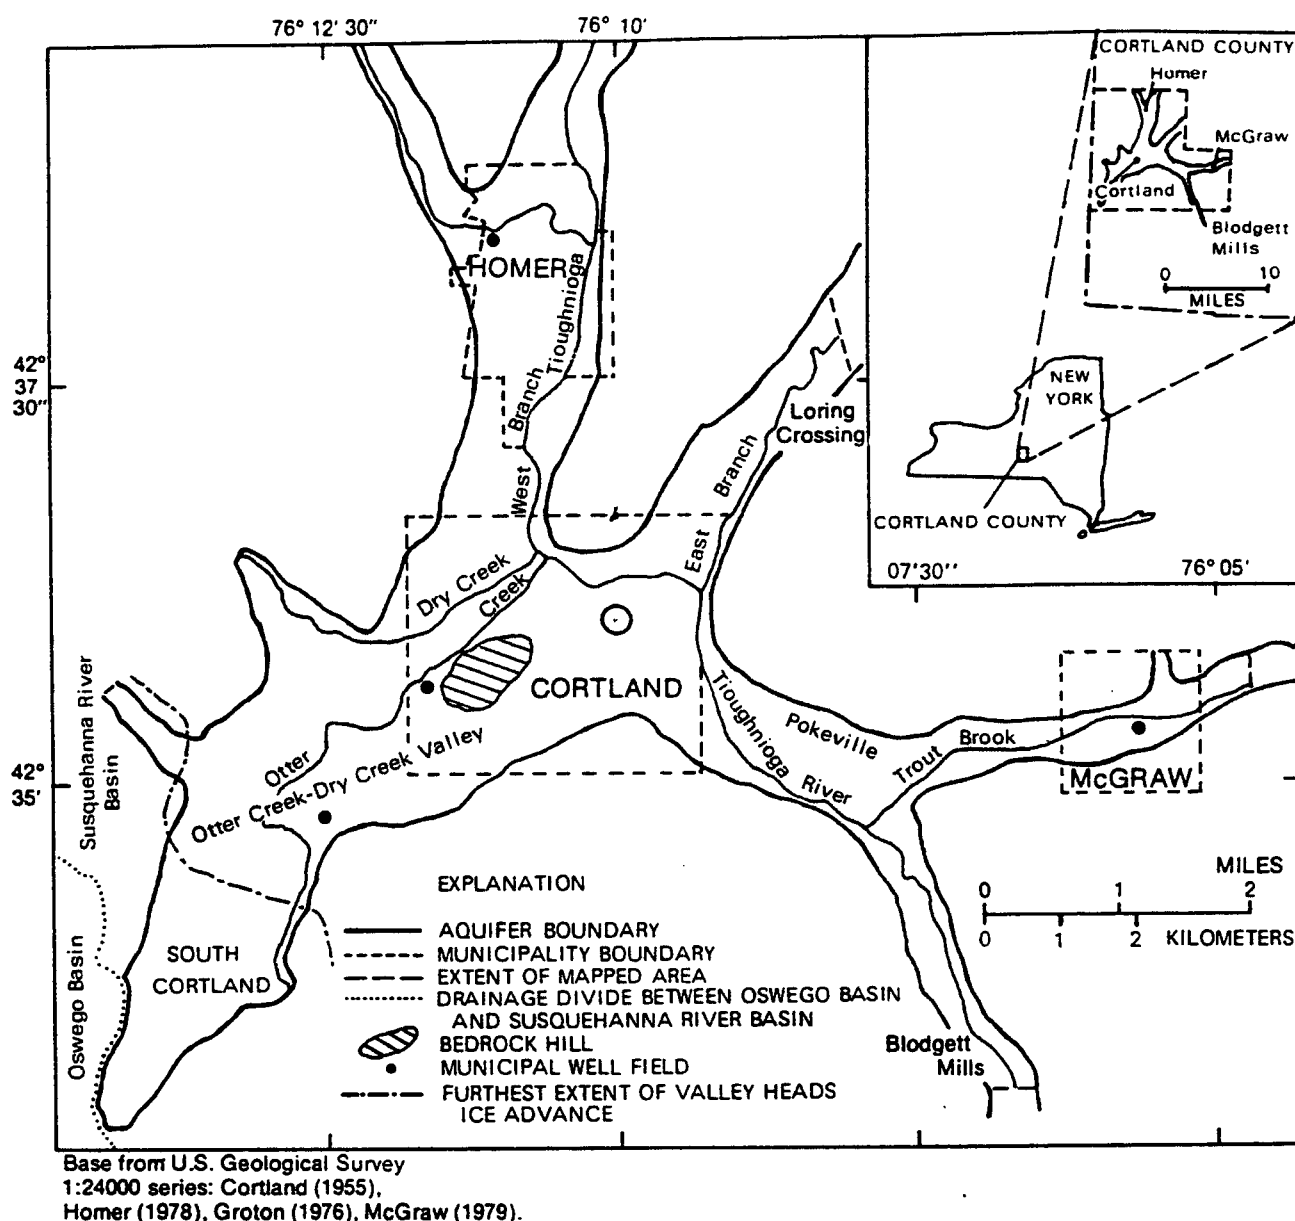 76° 12' 30"
76° 10'
CORTLAND COUNTY
Homer
McGraw
Cortland
Blodgett
Mills
0 10
MILES
HOMER
West Branch Tioughnioga
42°
37
30"
NEW
YORK
Loring
Crossing
East Branch
CORTLAND COUNTY
07'30"
76° 05'
Dry Creek
Creek
CORTLAND
Susquehanna River
Basin
Tioughnioga River
Pokeville
Trout Brook
McGRAW
Otter
Otter Creek-Dry Creek Valley
42°
35'
MILES
0 1 2
0 1 2 KILOMETERS
Oswego Basin
SOUTH
CORTLAND
EXPLANATION
AQUIFER BOUNDARY
MUNICIPALITY BOUNDARY
EXTENT OF MAPPED AREA
DRAINAGE DIVIDE BETWEEN OSWEGO BASIN
AND SUSQUEHANNA RIVER BASIN
BEDROCK HILL
MUNICIPAL WELL FIELD
FURTHEST EXTENT OF VALLEY HEADS
ICE ADVANCE
Blodgett
Mills
Base from U.S. Geological Survey
1:24000 series: Cortland (1955),
Homer (1978), Groton (1976), McGraw (1979).